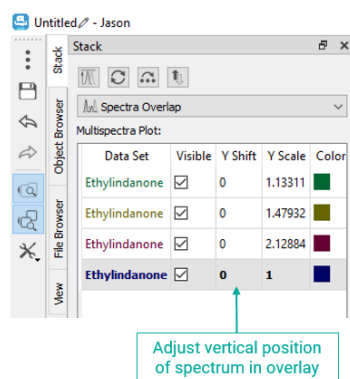 Untitled - Jason
Stack
Stack
Object Browser
File Browser
View
Spectra Overlap
Multispectra Plot:
Data Set Visible Y Shift Y Scale Color
Ethylindanone 0 1.13311
Ethylindanone 0 1.47932
Ethylindanone 0 2.12884
Ethylindanone 0 1
Adjust vertical position
of spectrum in overlay